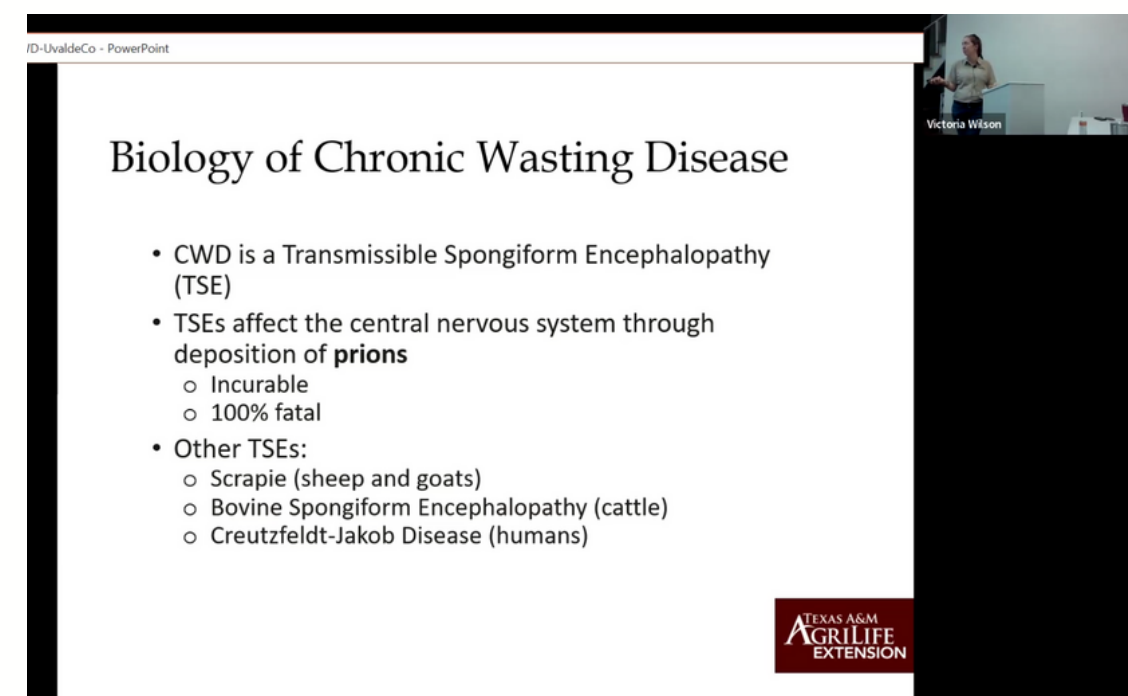 /D-UvaldeCo - PowerPoint
Victoria Wilson
Biology of Chronic Wasting Disease
• CWD is a Transmissible Spongiform Encephalopathy
(TSE)
• TSEs affect the central nervous system through
deposition of prions
o Incurable
o 100% fatal
• Other TSEs:
o Scrapie (sheep and goats)
o Bovine Spongiform Encephalopathy (cattle)
o Creutzfeldt-Jakob Disease (humans)
TEXAS A&M
AGRILIFE
EXTENSION